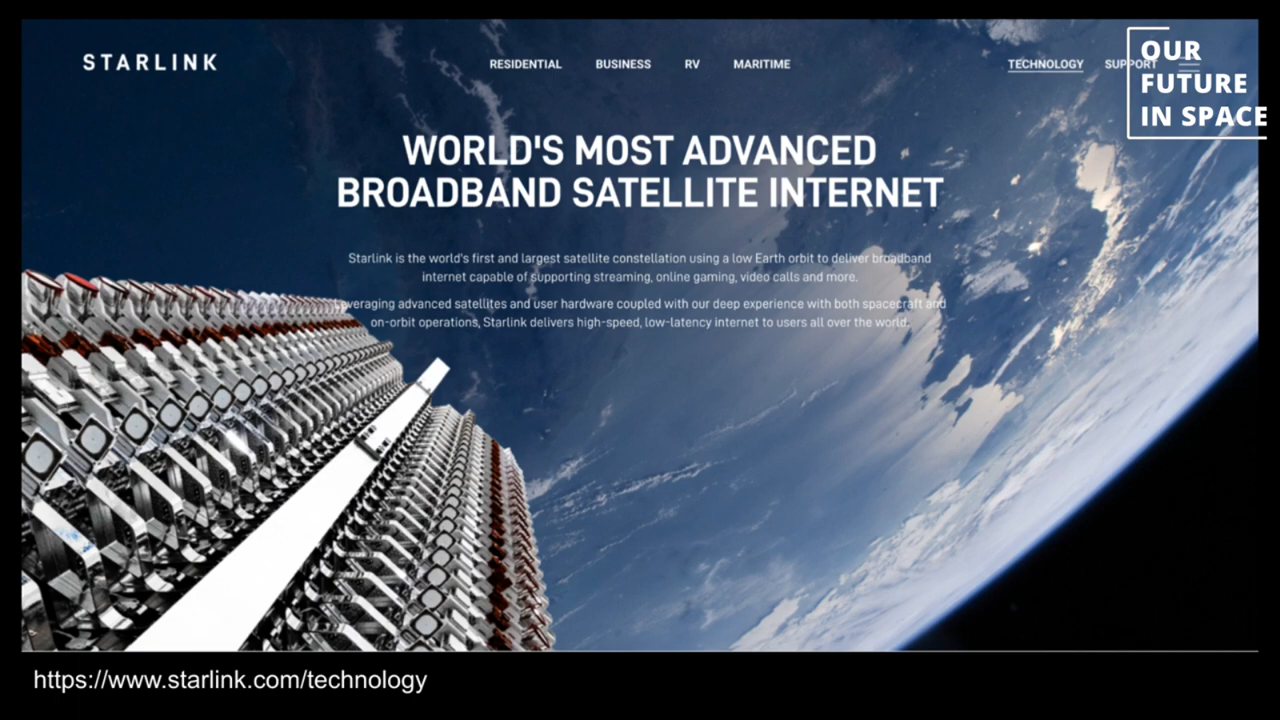 STARLINK
RESIDENTIAL BUSINESS RV MARITIME
TECHNOLOGY SUPPORT
OUR
FUTURE
IN SPACE
WORLD'S MOST ADVANCED
BROADBAND SATELLITE INTERNET
Starlink is the world's first and largest satellite constellation using a low Earth orbit to deliver broadband
internet capable of supporting streaming, online gaming, video calls and more.
everaging advanced satellites and user hardware coupled with our deep experience with both spacecraft and
on-orbit operations, Starlink delivers high-speed, low-latency internet to users all over the world.
https://www.starlink.com/technology